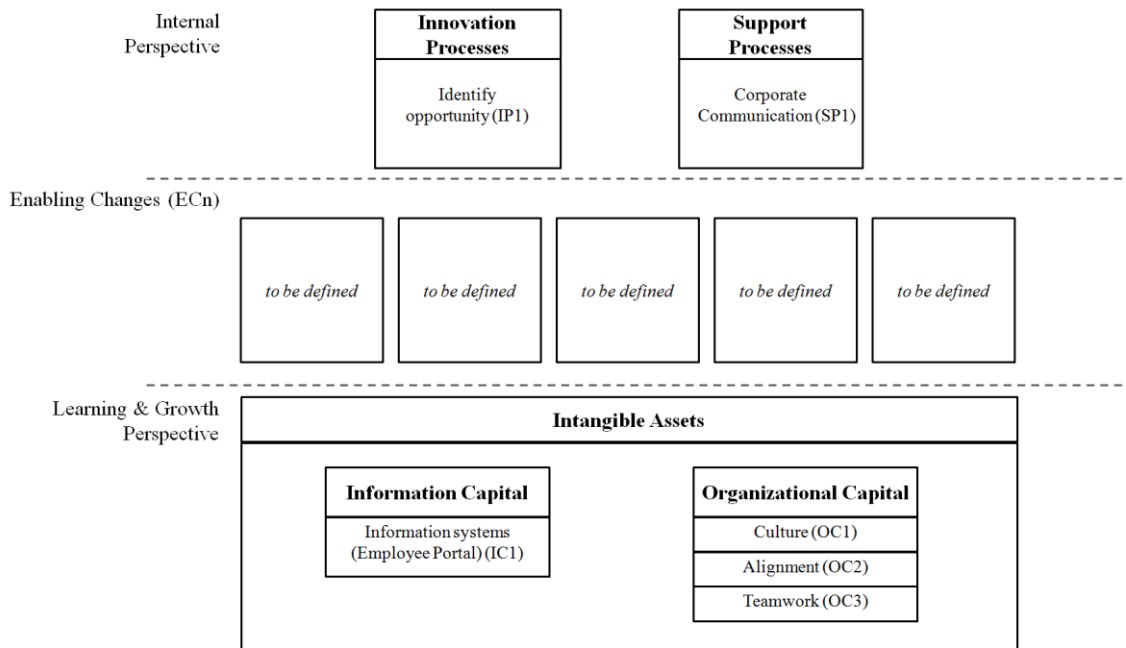 Internal
Perspective
Innovation
Processes
Identify
opportunity (IP1)
Support
Processes
Corporate
Communication (SP1)
Enabling Changes (ECn)
to be defined
to be defined
to be defined
to be defined
to be defined
Learning & Growth
Perspective
Intangible Assets
Information Capital
Information systems
(Employee Portal) (IC1)
Organizational Capital
Culture (OC1)
Alignment (OC2)
Teamwork (OC3)